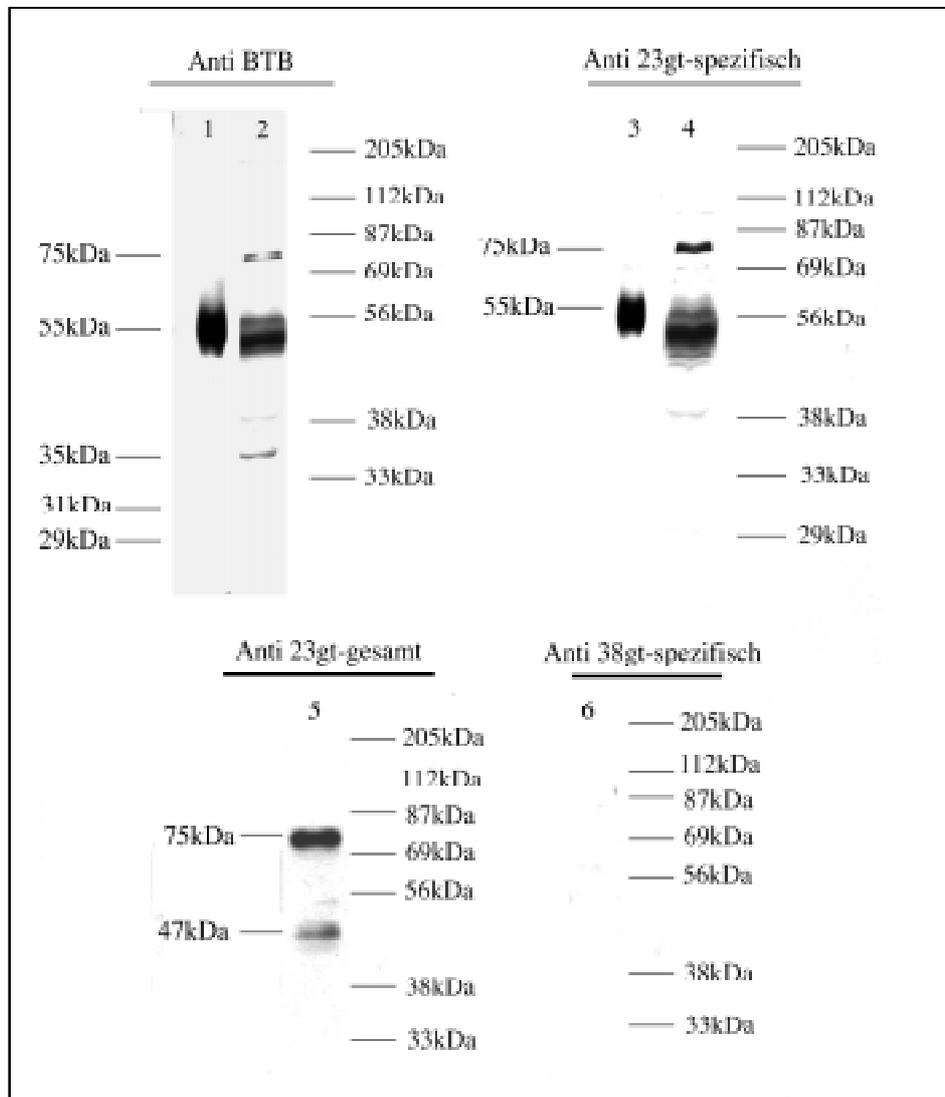 Anti BTB
1 2
205kDa
112kDa
87kDa
75kDa
69kDa
56kDa
55kDa
38kDa
35kDa
33kDa
31kDa
29kDa
Anti 23gt-spezifisch
3 4
205kDa
112kDa
87kDa
75kDa
69kDa
55kDa
56kDa
38kDa
33kDa
29kDa
Anti 23gt-gesamt
5
205kDa
112kDa
87kDa
75kDa
69kDa
56kDa
47kDa
38kDa
33kDa
Anti 38gt-spezifisch
6
205kDa
112kDa
87kDa
69kDa
56kDa
38kDa
33kDa